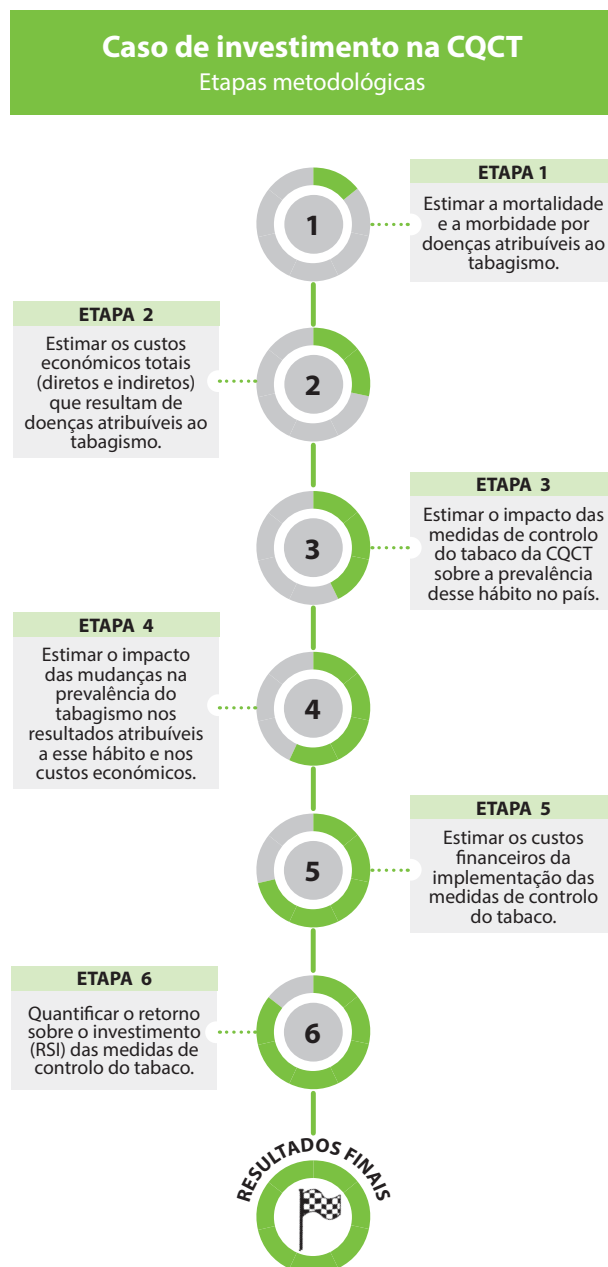 Caso de investimento na CQCT
Etapas metodológicas
1
ETAPA 1
Estimar a mortalidade
e a morbidade por
doenças atribuíveis ao
tabagismo.
ETAPA 2
Estimar os custos
económicos totais
(diretos e indiretos)
que resultam de
doenças atribuíveis ao
tabagismo.
2
3
ETAPA 3
Estimar o impacto das
medidas de controlo
do tabaco da CQCT
sobre a prevalência
desse hábito no país.
ETAPA 4
Estimar o impacto
das mudanças na
prevalência do
tabagismo nos
resultados atribuíveis
a esse hábito e nos
custos económicos.
4
5
ETAPA 5
Estimar os custos
financeiros da
implementação das
medidas de controlo
do tabaco.
ETAPA 6
Quantificar o retorno
sobre o investimento
(RSI) das medidas de
controlo do tabaco.
6
RESULTADOS FINAIS